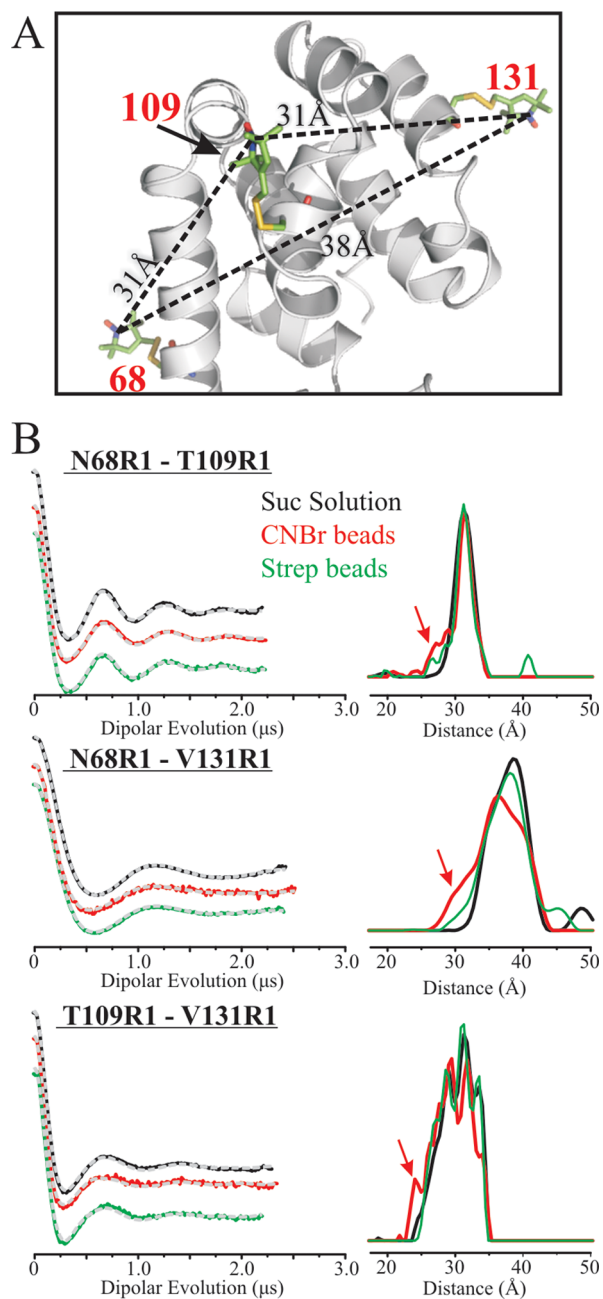 A
109
131
31Å
31Å
38Å
68
B
N68R1 - T109R1
Suc Solution
CNBr beads
Strep beads
0 1.0 2.0 3.0
Dipolar Evolution (μs)
20 30 40 50
Distance (Å)
N68R1 - V131R1
0 1.0 2.0 3.0
Dipolar Evolution (μs)
20 30 40 50
Distance (Å)
T109R1 - V131R1
0 1.0 2.0 3.0
Dipolar Evolution (μs)
20 30 40 50
Distance (Å)